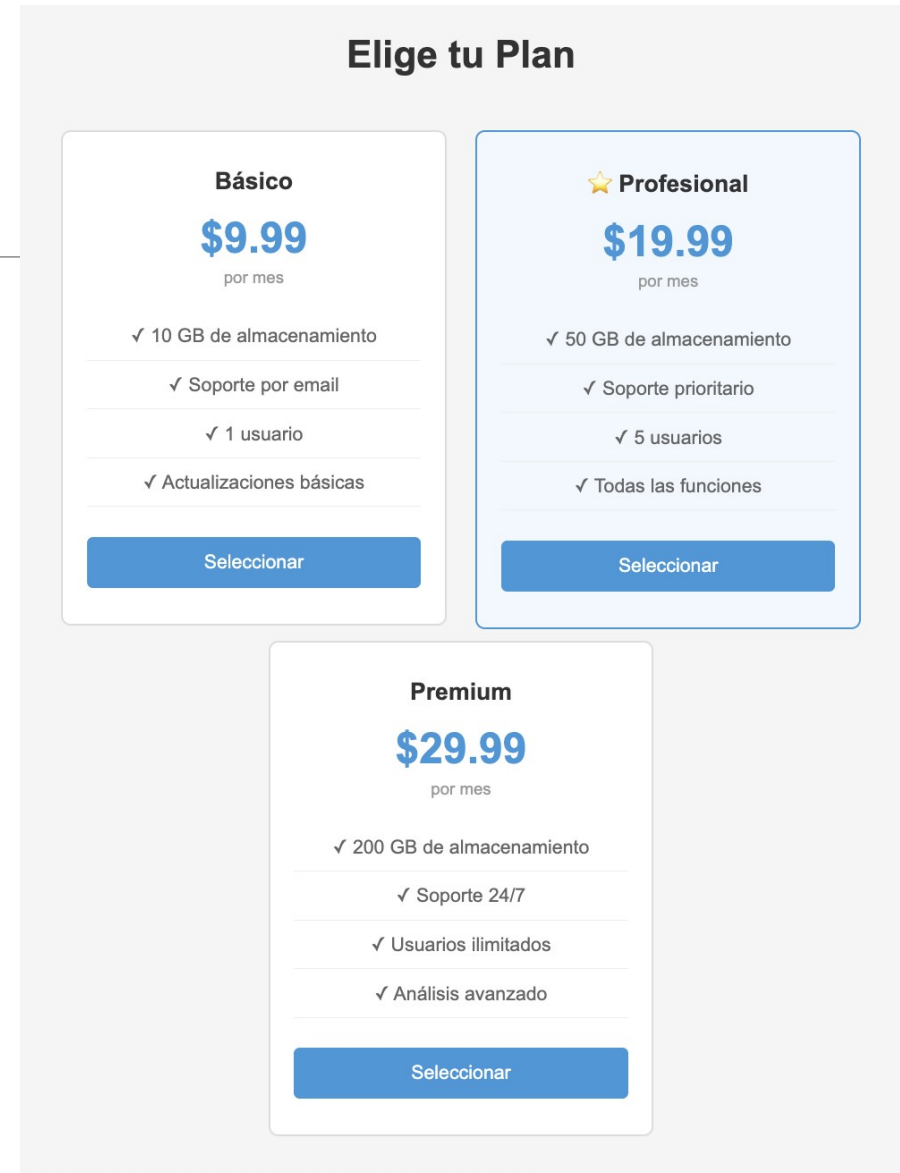 Elige tu Plan
Básico
$9.99
por mes
✓ 10 GB de almacenamiento
✓ Soporte por email
✓ 1 usuario
✓ Actualizaciones básicas
Seleccionar
⭐ Profesional
$19.99
por mes
✓ 50 GB de almacenamiento
✓ Soporte prioritario
✓ 5 usuarios
✓ Todas las funciones
Seleccionar
Premium
$29.99
por mes
✓ 200 GB de almacenamiento
✓ Soporte 24/7
✓ Usuarios ilimitados
✓ Análisis avanzado
Seleccionar